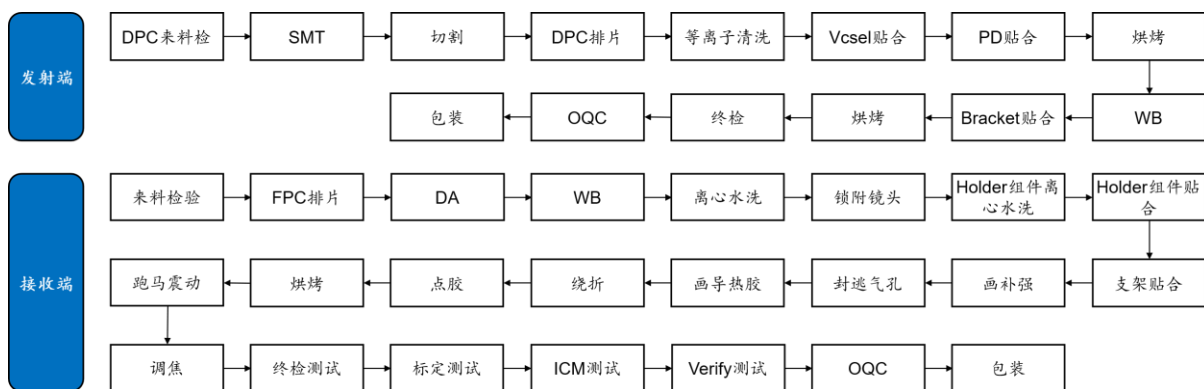 发射端
DPC来料检
SMT
切割
DPC排片
等离子清洗
Vcsel贴合
PD贴合
烘烤
包装
OQC
终检
烘烤
Bracket贴合
WB
接收端
来料检验
FPC排片
DA
WB
离心水洗
锁附镜头
Holder组件离
心水洗
Holder组件贴
合
跑马震动
烘烤
点胶
绕折
画导热胶
封逃气孔
画补强
支架贴合
调焦
终检测试
标定测试
ICM测试
Verify测试
OQC
包装